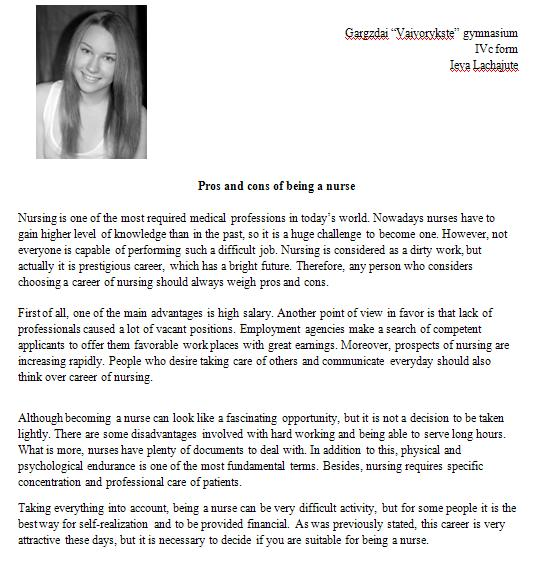 Gargzdai “Vaivorykste” gymnasium
IVc form
Ieva Lachajute
Pros and cons of being a nurse
Nursing is one of the most required medical professions in today’s world. Nowadays nurses have to
gain higher level of knowledge than in the past, so it is a huge challenge to become one. However, not
everyone is capable of performing such a difficult job. Nursing is considered as a dirty work, but
actually it is prestigious career, which has a bright future. Therefore, any person who considers
choosing a career of nursing should always weigh pros and cons.
First of all, one of the main advantages is high salary. Another point of view in favor is that lack of
professionals caused a lot of vacant positions. Employment agencies make a search of competent
applicants to offer them favorable work places with great earnings. Moreover, prospects of nursing are
increasing rapidly. People who desire taking care of others and communicate everyday should also
think over career of nursing.
Although becoming a nurse can look like a fascinating opportunity, but it is not a decision to be taken
lightly. There are some disadvantages involved with hard working and being able to serve long hours.
What is more, nurses have plenty of documents to deal with. In addition to this, physical and
psychological endurance is one of the most fundamental terms. Besides, nursing requires specific
concentration and professional care of patients.
Taking everything into account, being a nurse can be very difficult activity, but for some people it is the
best way for self-realization and to be provided financial. As was previously stated, this career is very
attractive these days, but it is necessary to decide if you are suitable for being a nurse.